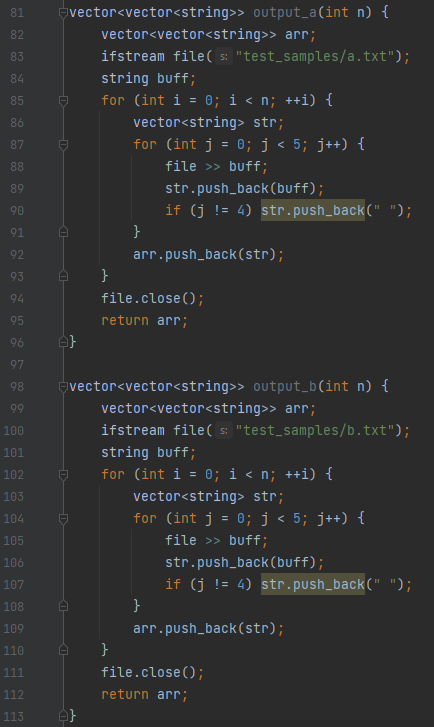 81 vector<vector<string>> output_a(int n) {
82     vector<vector<string>> arr;
83     ifstream file( s: "test_samples/a.txt");
84     string buff;
85     for (int i = 0; i < n; ++i) {
86         vector<string> str;
87         for (int j = 0; j < 5; j++) {
88             file >> buff;
89             str.push_back(buff);
90             if (j != 4) str.push_back(" ");
91         }
92         arr.push_back(str);
93     }
94     file.close();
95     return arr;
96 }
97
98 vector<vector<string>> output_b(int n) {
99     vector<vector<string>> arr;
100     ifstream file( s: "test_samples/b.txt");
101     string buff;
102     for (int i = 0; i < n; ++i) {
103         vector<string> str;
104         for (int j = 0; j < 5; j++) {
105             file >> buff;
106             str.push_back(buff);
107             if (j != 4) str.push_back(" ");
108         }
109         arr.push_back(str);
110     }
111     file.close();
112     return arr;
113 }